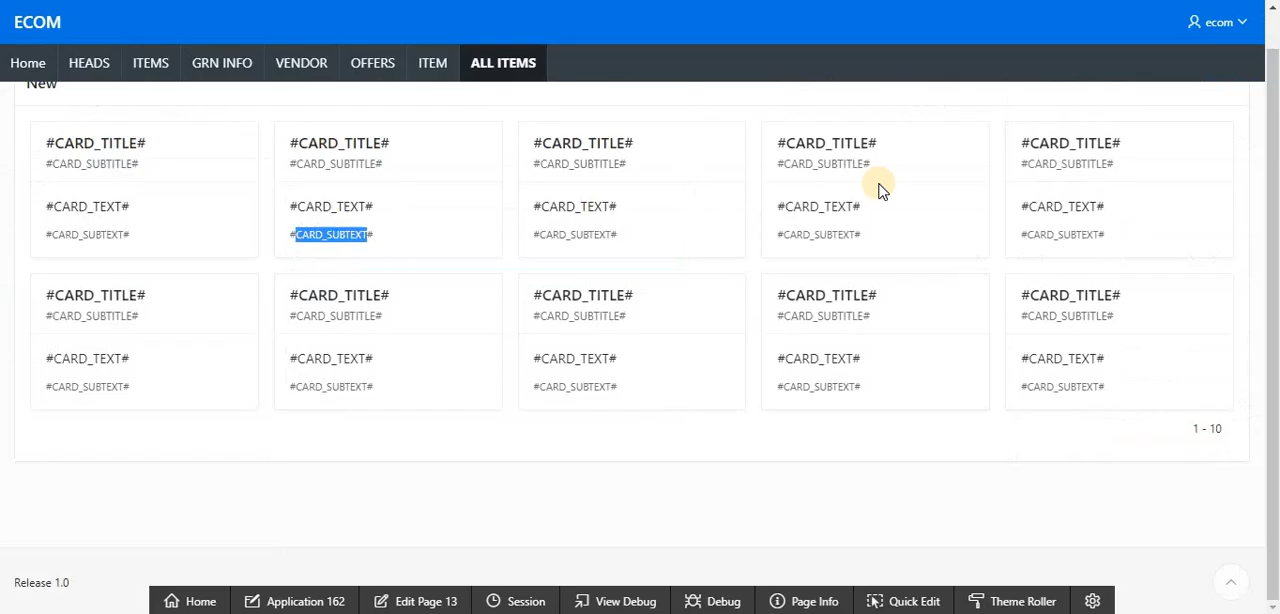 ECOM
ecom
Home HEADS ITEMS GRN INFO VENDOR OFFERS ITEM ALL ITEMS
New
#CARD_TITLE# #CARD_TITLE# #CARD_TITLE# #CARD_TITLE# #CARD_TITLE#
#CARD_SUBTITLE# #CARD_SUBTITLE# #CARD_SUBTITLE# #CARD_SUBTITLE# #CARD_SUBTITLE#
#CARD_TEXT# #CARD_TEXT# #CARD_TEXT# #CARD_TEXT# #CARD_TEXT#
#CARD_SUBTEXT# #CARD_SUBTEXT# #CARD_SUBTEXT# #CARD_SUBTEXT# #CARD_SUBTEXT#
#CARD_TITLE# #CARD_TITLE# #CARD_TITLE# #CARD_TITLE# #CARD_TITLE#
#CARD_SUBTITLE# #CARD_SUBTITLE# #CARD_SUBTITLE# #CARD_SUBTITLE# #CARD_SUBTITLE#
#CARD_TEXT# #CARD_TEXT# #CARD_TEXT# #CARD_TEXT# #CARD_TEXT#
#CARD_SUBTEXT# #CARD_SUBTEXT# #CARD_SUBTEXT# #CARD_SUBTEXT# #CARD_SUBTEXT#
1 - 10
Release 1.0
Home Application 162 Edit Page 13 Session View Debug Debug Page Info Quick Edit Theme Roller